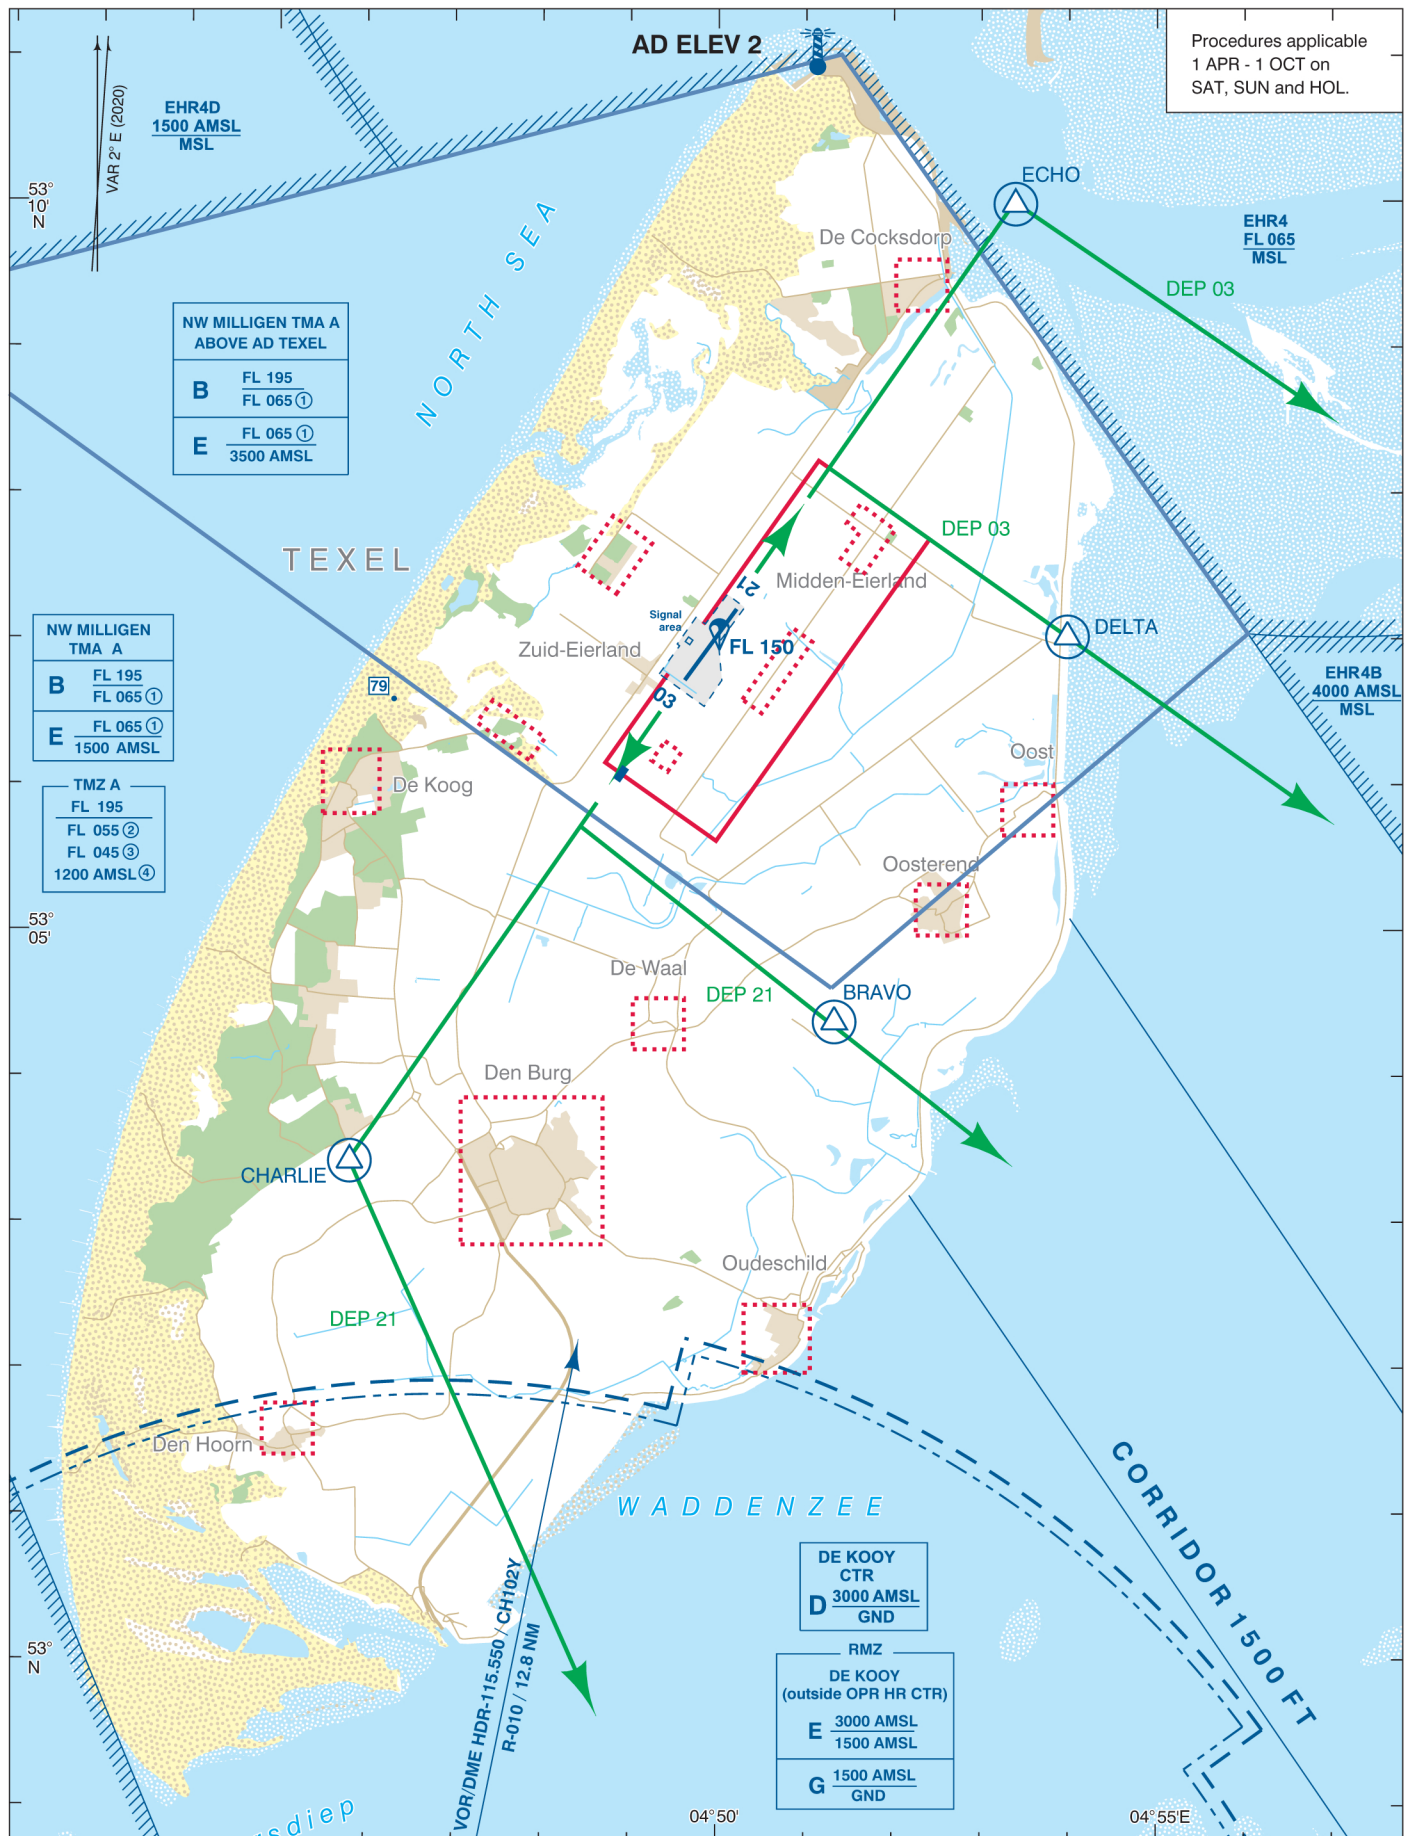 AD ELEV 2
Procedures applicable
1 APR - 1 OCT on
SAT, SUN and HOL.
VAR 2° E (2020)
EHR4D
1500 AMSL
MSL
53°
10'
N
ECHO
EHR4
FL 065
MSL
De Cocksdorp
DEP 03
NORTH SEA
NW MILLIGEN TMA A
ABOVE AD TEXEL
B FL 195
FL 065 ①
E FL 065 ①
3500 AMSL
TEXEL
DEP 03
Midden-Eierland
21
Signal
area
FL 150
03
Zuid-Eierland
DELTA
NW MILLIGEN
TMA A
B FL 195
FL 065 ①
E FL 065 ①
1500 AMSL
79
EHR4B
4000 AMSL
MSL
TMZ A
FL 195
FL 055 ②
FL 045 ③
1200 AMSL ④
De Koog
Oost
Oosterend
53°
05'
De Waal
DEP 21
BRAVO
Den Burg
CHARLIE
Oudeschild
DEP 21
Den Hoorn
WADDENZEE
CORRIDOR 1500 FT
VOR/DME HDR-115.550 / CH102Y
R-010 / 12.8 NM
DE KOOY
CTR
D 3000 AMSL
GND
RMZ
DE KOOY
(outside OPR HR CTR)
E 3000 AMSL
1500 AMSL
G 1500 AMSL
GND
53°
N
sdiep
04°50'
04°55'E